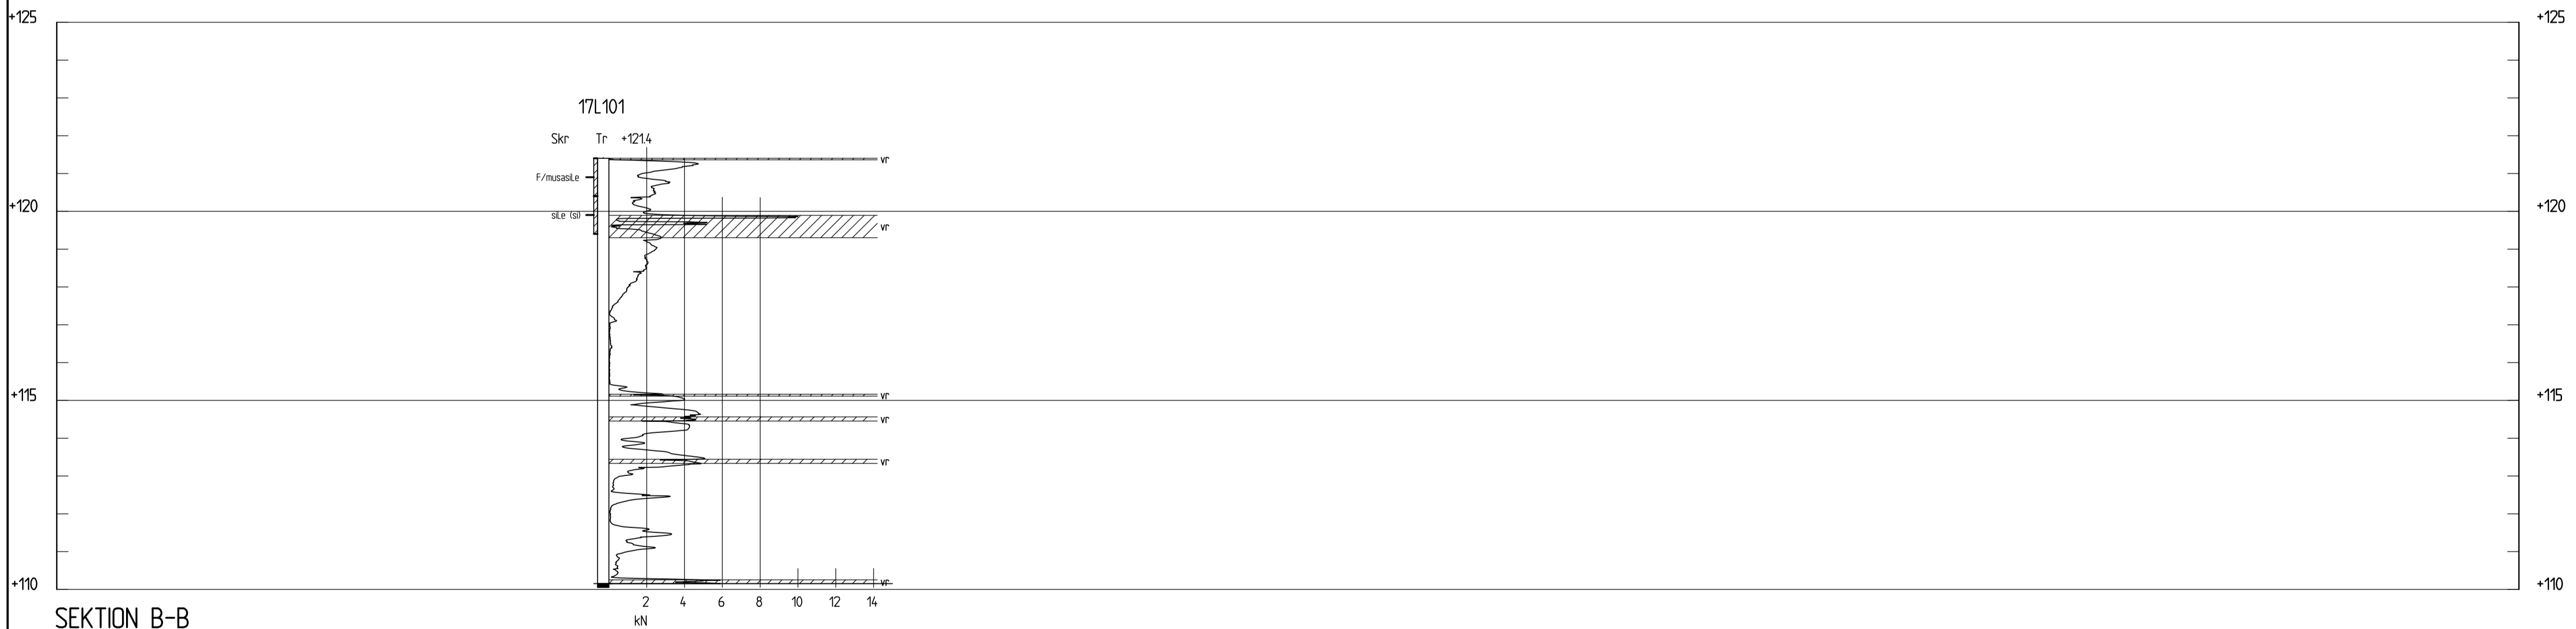 +125 +125
17L101
Skr Tr +121.4
vr
F/musasiLe
+120 +120
siLe (si)
vr
+115 +115
vr
vr
vr
vr
+110 +110
2 4 6 8 10 12 14
kN
SEKTION B-B